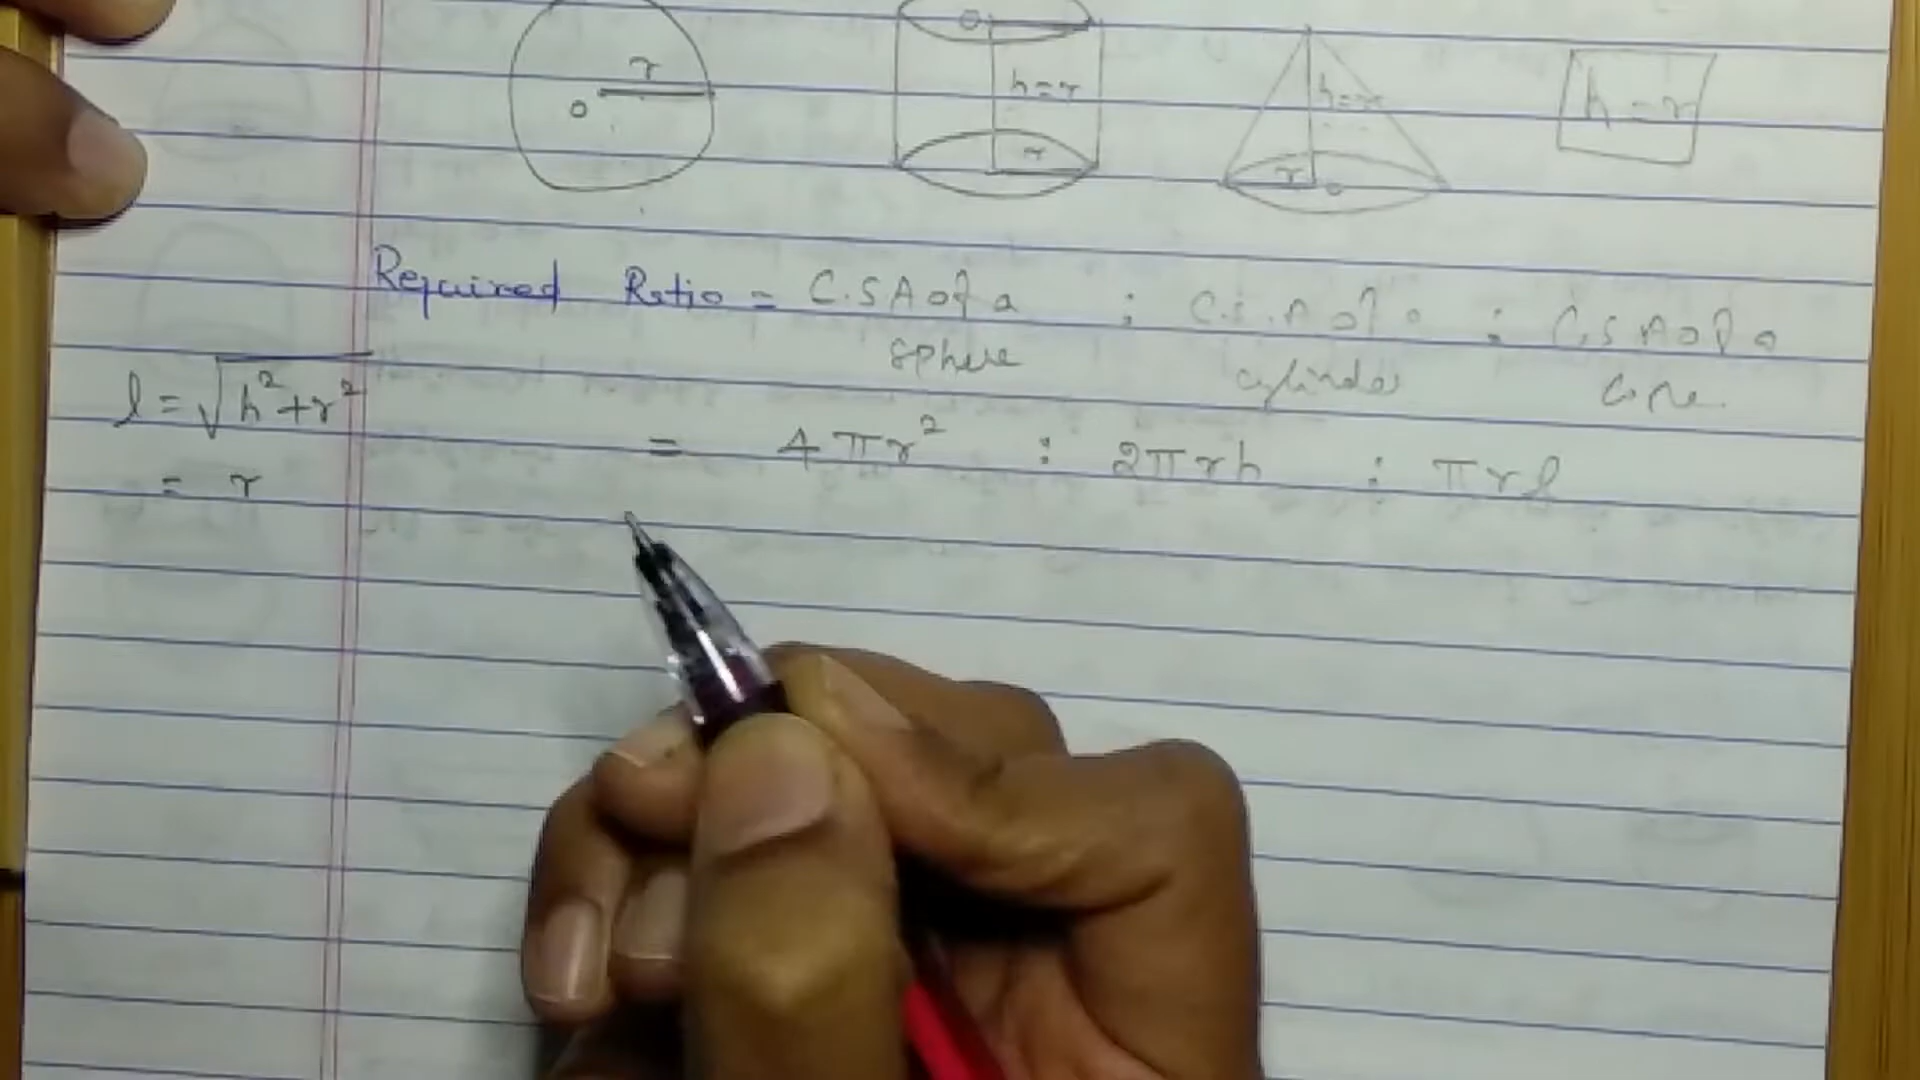 r
o
o
h=r
r
h=r
r o
h=r
Required Ratio = C.S.A of a : C.S.A of a : C.S.A of a
sphere cylinder cone
l = √h²+r²
= 4πr² : 2πrh : πrl
= r